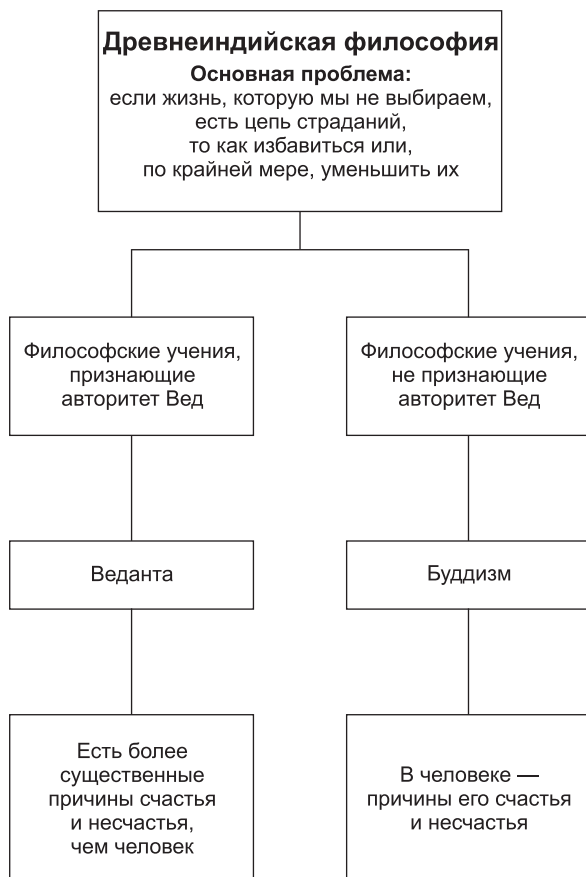 Древнеиндийская философия
Основная проблема:
если жизнь, которую мы не выбираем,
есть цепь страданий,
то как избавиться или,
по крайней мере, уменьшить их
Философские учения,
признающие
авторитет Вед
Философские учения,
не признающие
авторитет Вед
Веданта
Буддизм
Есть более
существенные
причины счастья
и несчастья,
чем человек
В человеке —
причины его счастья
и несчастья